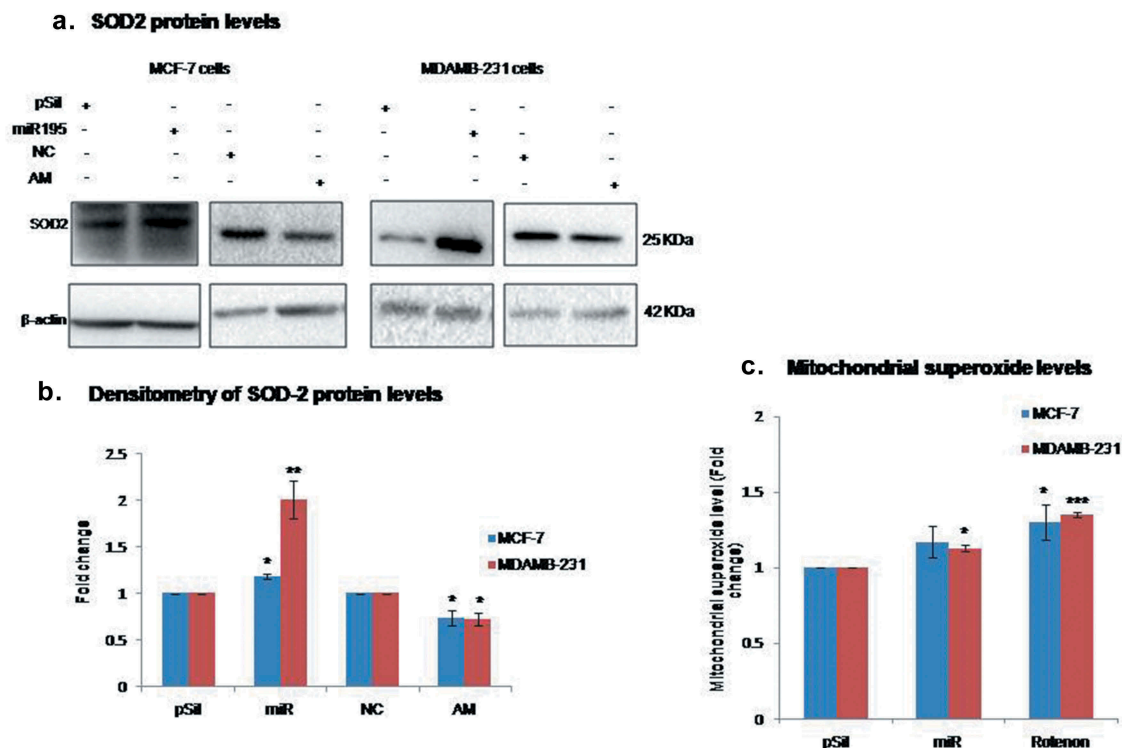 a. SOD2 protein levels
MCF-7 cells MDAMB-231 cells
pSil + - - - + - - -
miR195 - + - - - + - -
NC - - + - - - + -
AM - - - + - - - +
SOD2 25 KDa
β-actin 42 KDa
b. Densitometry of SOD-2 protein levels
Fold change
2.5
2
1.5
1
0.5
0
* ** * *
MCF-7
MDAMB-231
pSil miR NC AM
c. Mitochondrial superoxide levels
Mitochondrial superoxide level (Fold
change)
2
1.5
1
0.5
0
* * ***
MCF-7
MDAMB-231
pSil miR Rotenon